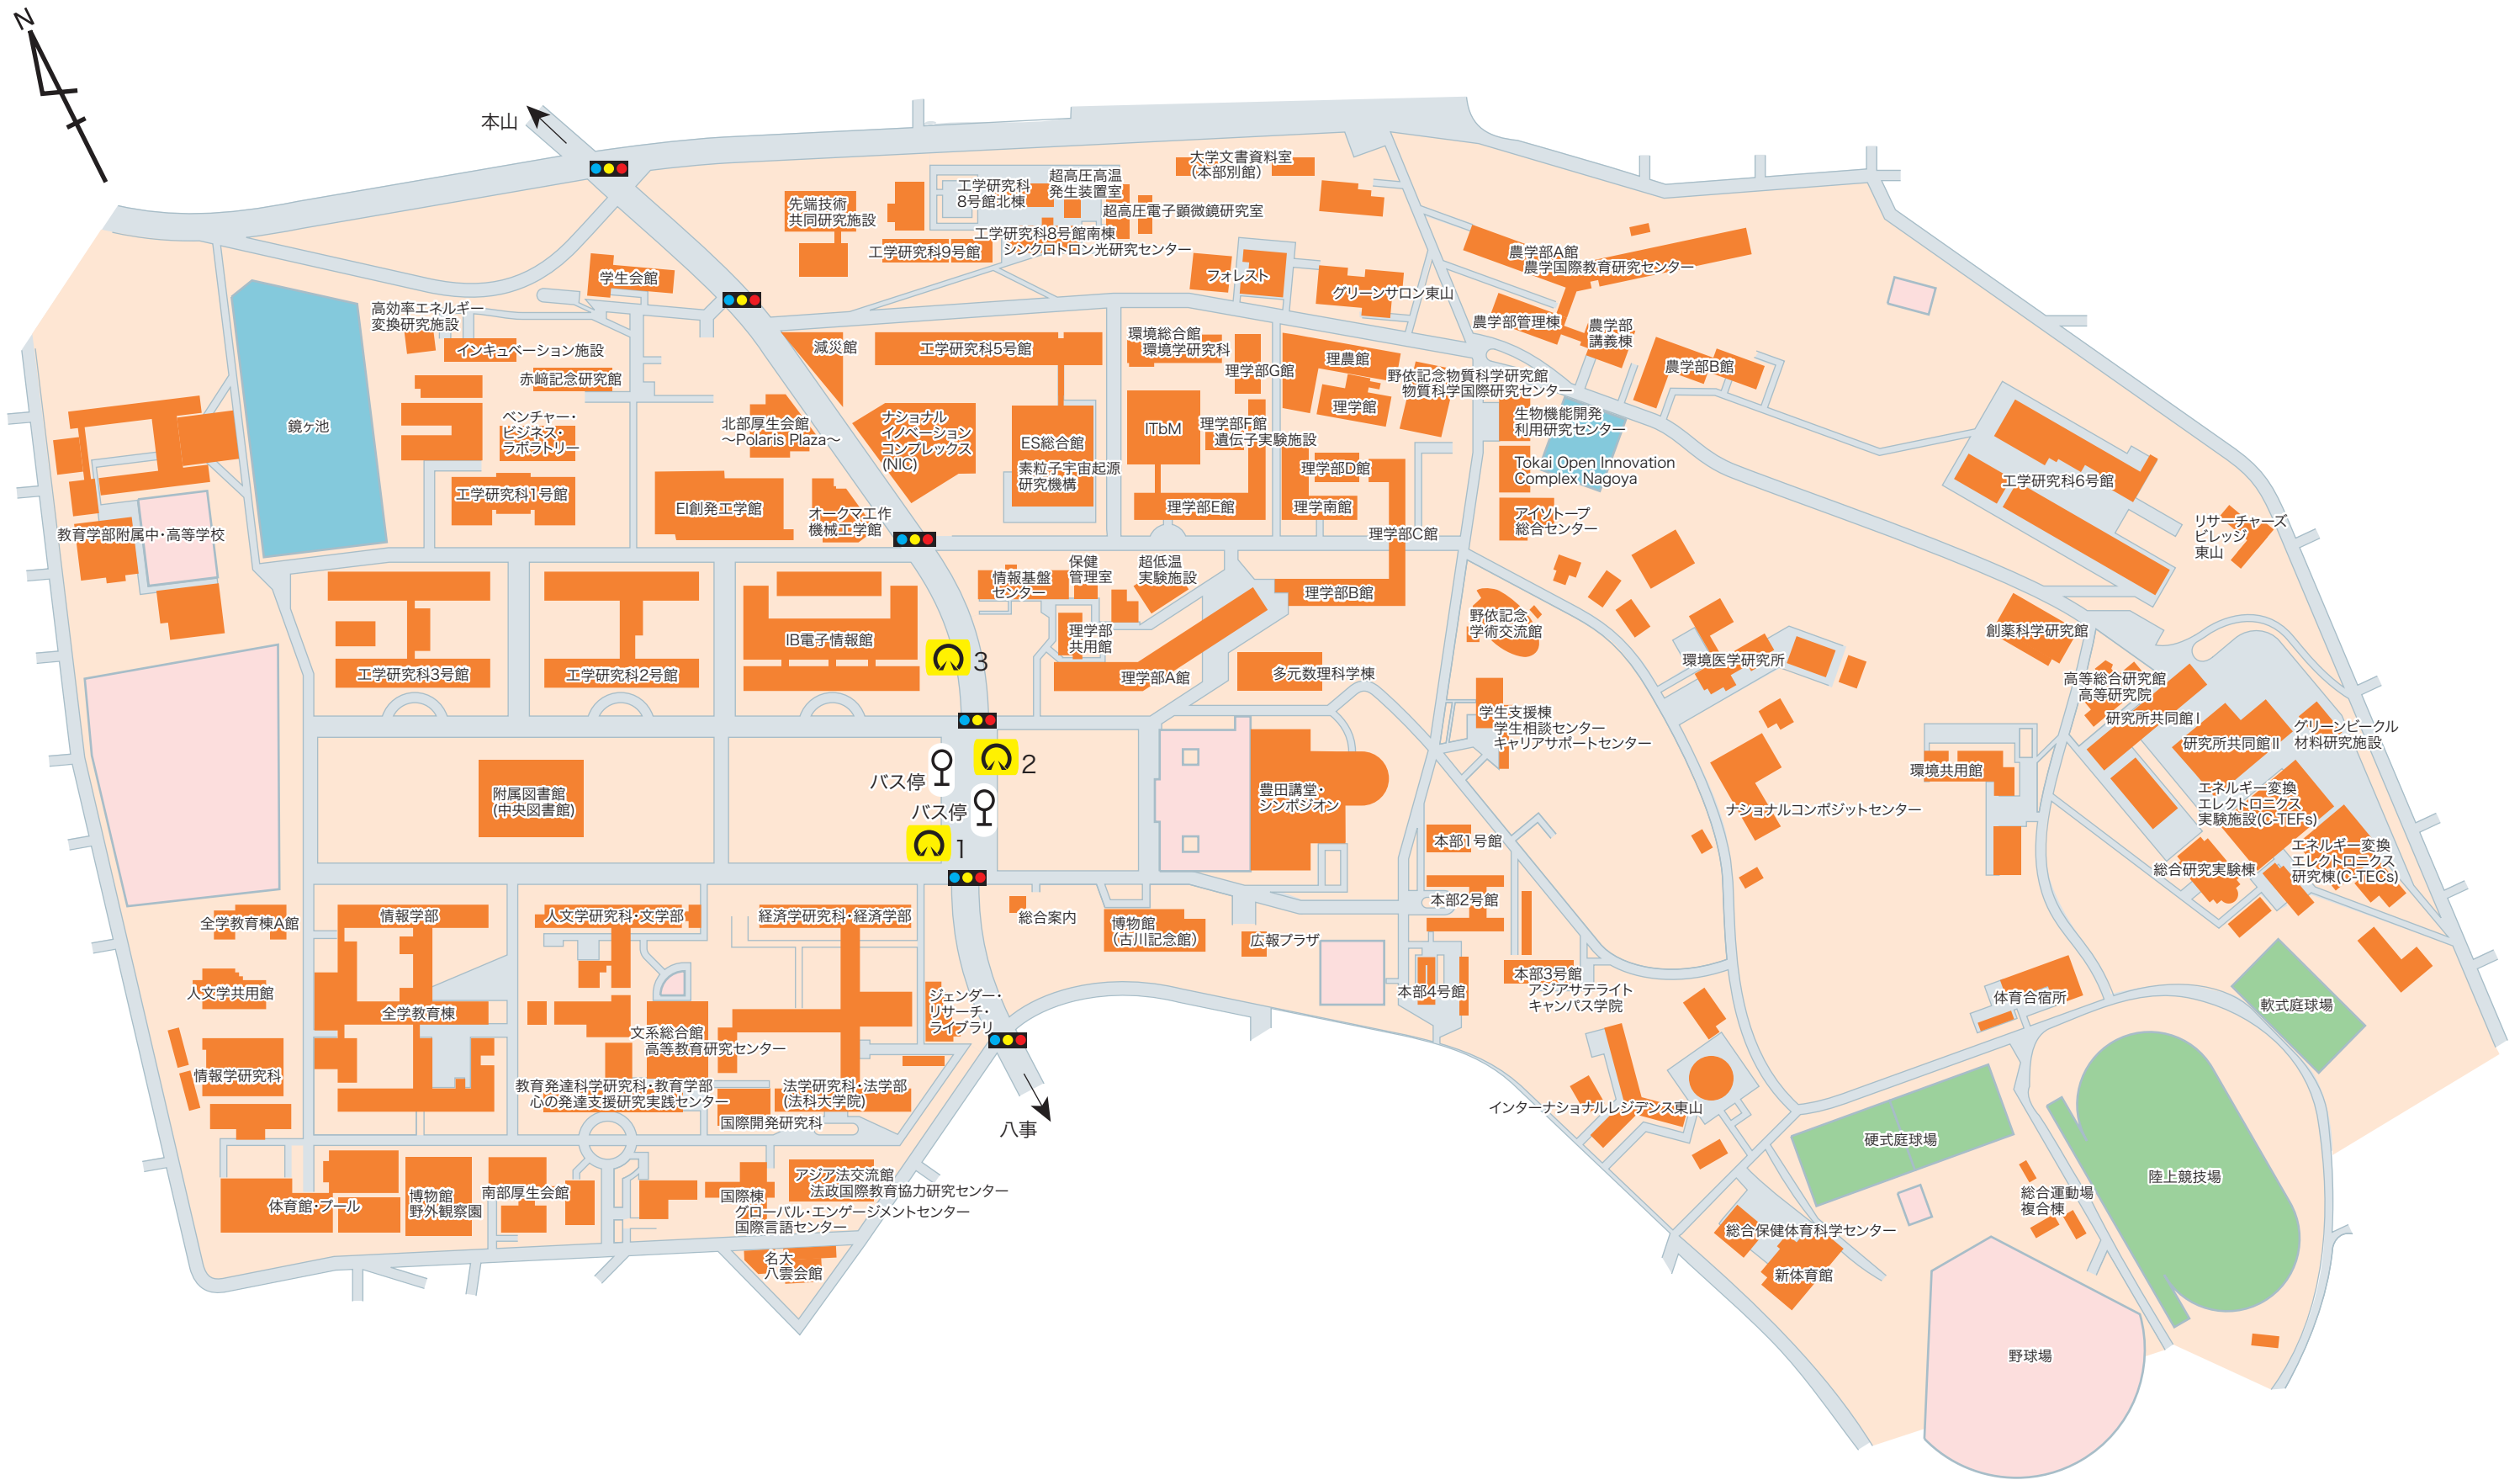 N
本山
大学文書資料室
（本部別館）
超高圧高温
発生装置室
工学研究科
8号館北棟
先端技術
共同研究施設
超高圧電子顕微鏡研究室
工学研究科8号館南棟
シンクロトロン光研究センター
工学研究科9号館
農学部A館
農学国際教育研究センター
学生会館
フォレスト
グリーンサロン東山
高効率エネルギー
変換研究施設
農学部管理棟
農学部
講義棟
インキュベーション施設
減災館
工学研究科5号館
環境総合館
環境学研究科
理農館
理学部G館
農学部B館
赤﨑記念研究館
野依記念物質科学研究館
物質科学国際研究センター
理学館
鏡ヶ池
ベンチャー・
ビジネス・
ラボラトリー
北部厚生会館
～Polaris Plaza～
ナショナル
イノベーション
コンプレックス
(NIC)
ES総合館
素粒子宇宙起源
研究機構
ITbM
理学部F館
遺伝子実験施設
生物機能開発
利用研究センター
理学部D館
Tokai Open Innovation
Complex Nagoya
工学研究科6号館
工学研究科1号館
EI創発工学館
オークマ工作
機械工学館
理学部E館
理学南館
理学部C館
アイソトープ
総合センター
リサーチャーズ
ビレッジ
東山
教育学部附属中・高等学校
情報基盤
センター
保健
管理室
超低温
実験施設
理学部B館
IB電子情報館
理学部
共用館
野依記念
学術交流館
創薬科学研究館
環境医学研究所
3
工学研究科3号館
工学研究科2号館
理学部A館
多元数理科学棟
高等総合研究館
高等研究院
研究所共同館Ⅰ
学生支援棟
学生相談センター
キャリアサポートセンター
グリーンビークル
材料研究施設
研究所共同館Ⅱ
2
バス停
バス停
1
附属図書館
(中央図書館)
豊田講堂・
シンポジオン
環境共用館
ナショナルコンポジットセンター
エネルギー変換
エレクトロニクス
実験施設(C-TEFs)
本部1号館
エネルギー変換
エレクトロニクス
研究棟(C-TECs)
総合研究実験棟
本部2号館
全学教育棟A館
情報学部
人文学研究科・文学部
経済学研究科・経済学部
総合案内
博物館
（古川記念館）
広報プラザ
本部3号館
アジアサテライト
キャンパス学院
本部4号館
人文学共用館
全学教育棟
ジェンダー・
リサーチ・
ライブラリ
文系総合館
高等教育研究センター
体育合宿所
軟式庭球場
情報学研究科
教育発達科学研究科・教育学部
心の発達支援研究実践センター
法学研究科・法学部
(法科大学院)
国際開発研究科
八事
インターナショナルレジデンス東山
硬式庭球場
陸上競技場
体育館・プール
博物館
野外観察園
南部厚生会館
国際棟
グローバル・エンゲージメントセンター
国際言語センター
アジア法交流館
法政国際教育協力研究センター
総合運動場
複合棟
総合保健体育科学センター
新体育館
名大
八雲会館
野球場